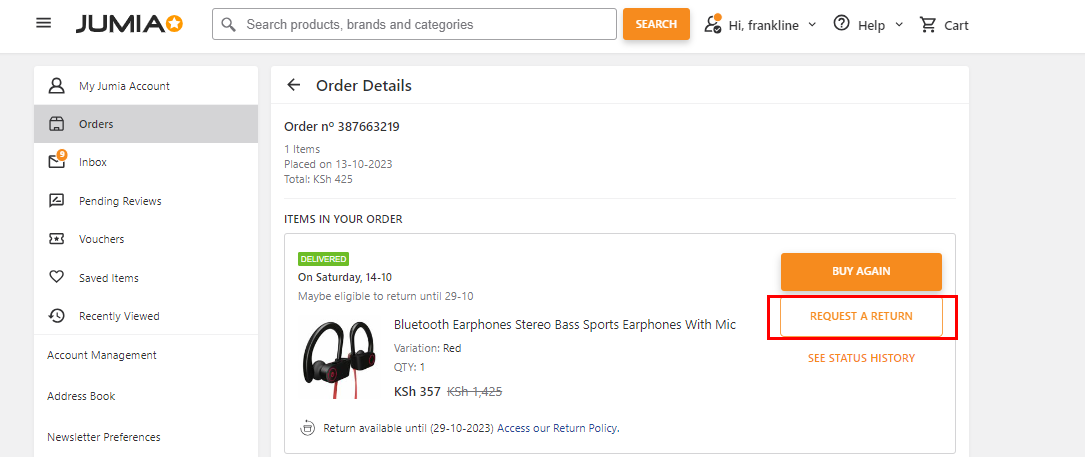 JUMIA
Search products, brands and categories
SEARCH
Hi, frankline
Help
Cart
My Jumia Account
Orders
9
Inbox
Pending Reviews
Vouchers
Saved Items
Recently Viewed
Account Management
Address Book
Newsletter Preferences
Order Details
Order nº 387663219
1 Items
Placed on 13-10-2023
Total: KSh 425
ITEMS IN YOUR ORDER
DELIVERED
On Saturday, 14-10
Maybe eligible to return until 29-10
Bluetooth Earphones Stereo Bass Sports Earphones With Mic
Variation: Red
QTY: 1
KSh 357 KSh 1,425
Return available until (29-10-2023) Access our Return Policy.
BUY AGAIN
REQUEST A RETURN
SEE STATUS HISTORY